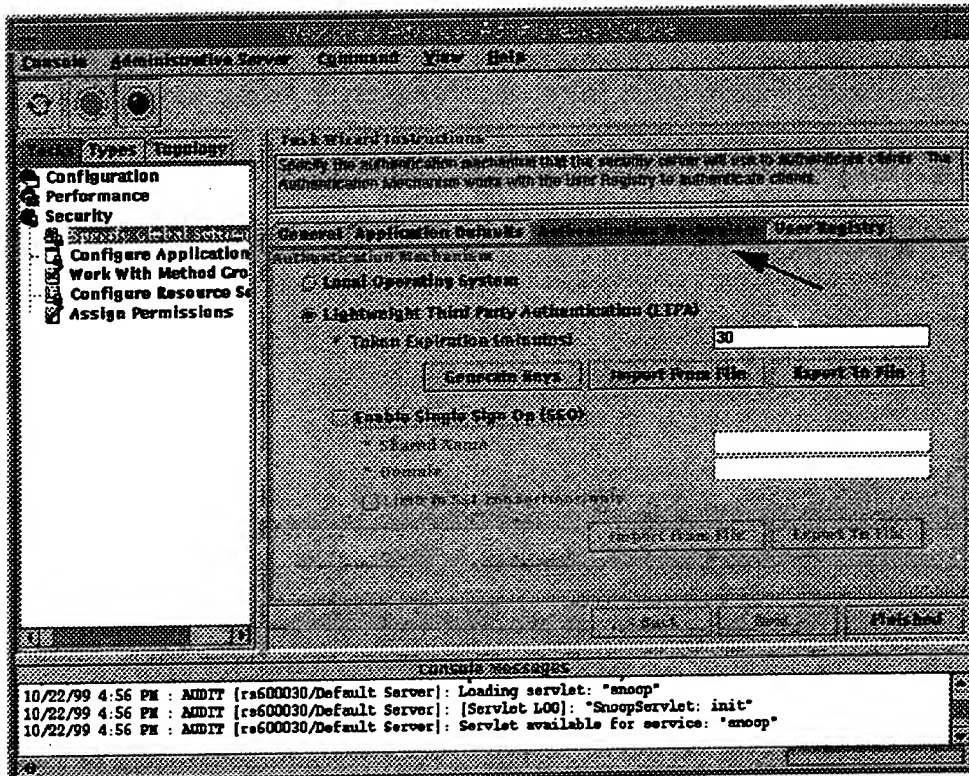 Console Administrative Server Command View Help
Tasks Types Topology
Configuration
Performance
Security
Configure Application
Work With Method Gro
Configure Resource Se
Assign Permissions
Task Wizard Instructions
Specify the authentication mechanism that the security server will use to authenticate clients. The
Authentication Mechanism works with the User Registry to authenticate clients.
General Application Defaults Authentication Mechanism User Registry
Authentication Mechanism
Local Operating System
Lightweight Third Party Authentication (LTPA)
* Token Expiration (minutes) 30
Generate Keys Import From File Export To File
Enable Single Sign On (SSO)
* Domain
Limit to SSL connections only
Import From File Export To File
Finished
Console Messages
10/22/99 4:56 PM : AUDIT [rs600030/Default Server]: Loading servlet: "snoop"
10/22/99 4:56 PM : AUDIT [rs600030/Default Server]: [Servlet LOG]: "SnoopServlet: init"
10/22/99 4:56 PM : AUDIT [rs600030/Default Server]: Servlet available for service: "snoop"